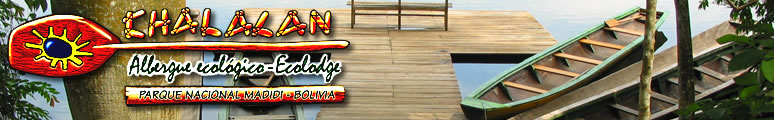 CHALALAN
Albergue ecológico-Ecolodge
PARQUE NACIONAL MADIDI - BOLIVIA